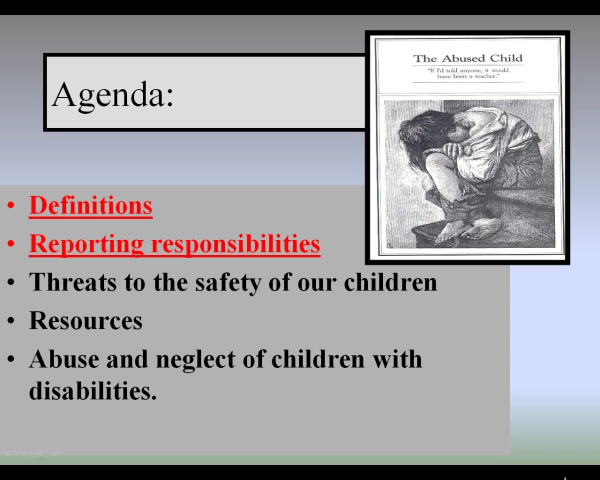 Agenda:
The Abused Child
"If I'd told anyone, it would
have been a teacher."
• Definitions
• Reporting responsibilities
• Threats to the safety of our children
• Resources
• Abuse and neglect of children with
disabilities.